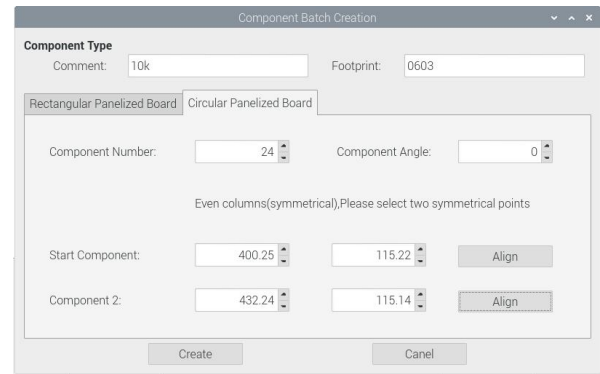 Component Batch Creation
Component Type
Comment: 10k Footprint: 0603
Rectangular Panelized Board Circular Panelized Board
Component Number: 24 Component Angle: 0
Even columns(symmetrical),Please select two symmetrical points
Start Component: 400.25 115.22 Align
Component 2: 432.24 115.14 Align
Create Canel